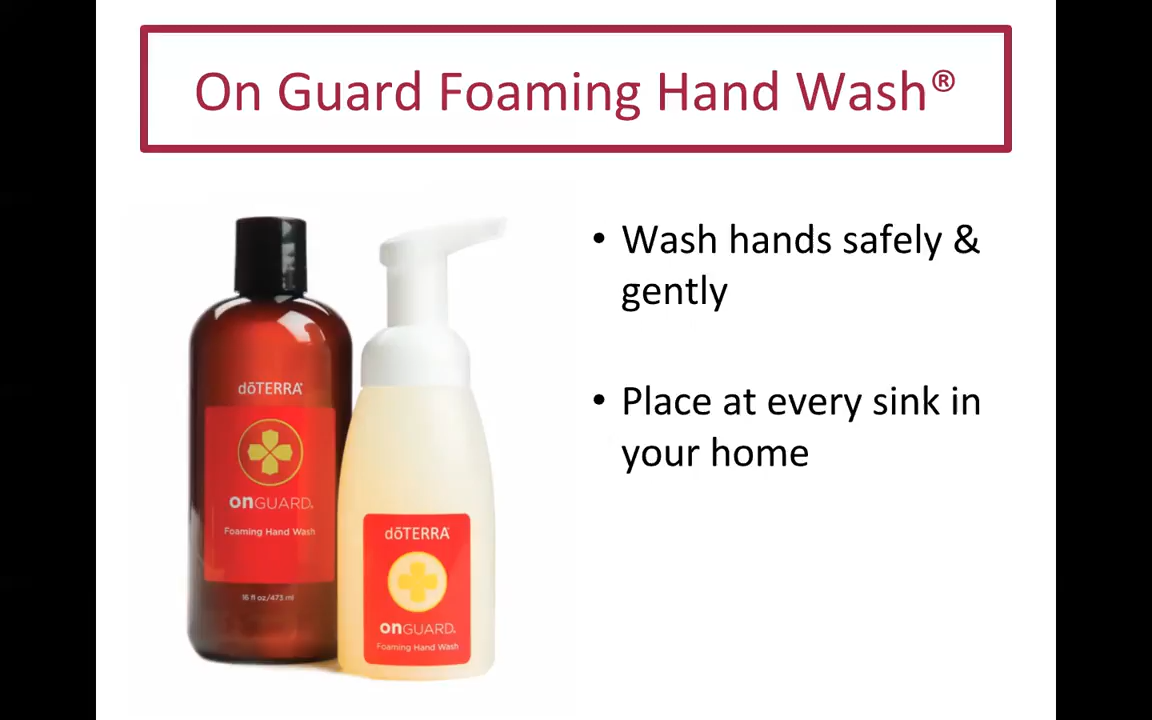 On Guard Foaming Hand Wash®
• Wash hands safely &
gently
• Place at every sink in
your home
dōTERRA
onGUARD
Foaming Hand Wash
16 fl oz/473 ml
dōTERRA
onGUARD
Foaming Hand Wash